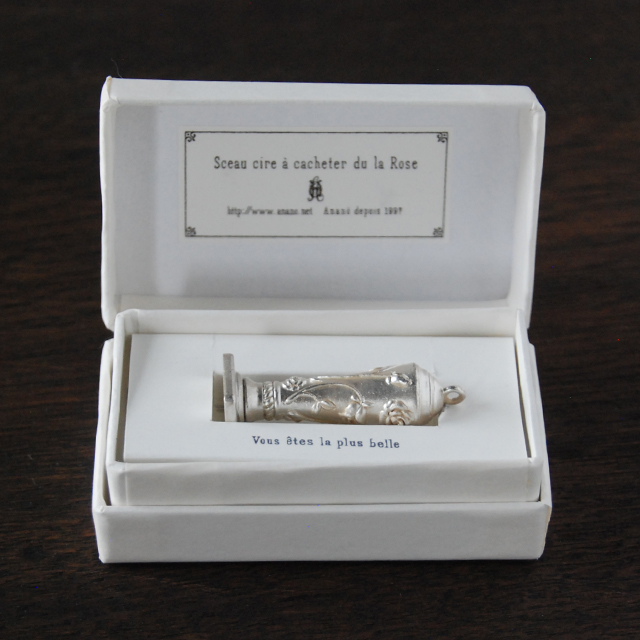 Sceau cire à cacheter du la Rose
http://www.anano.net Anano depuis 1997
Vous êtes la plus belle